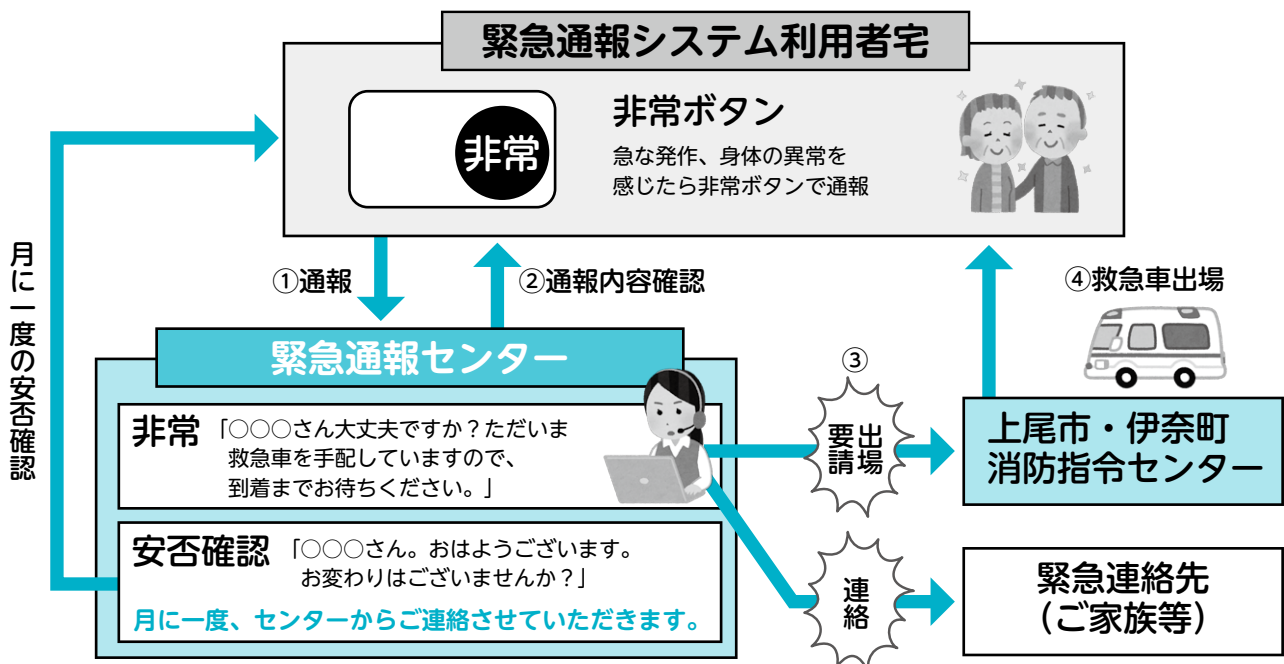 緊急通報システム利用者宅
非常
非常ボタン
急な発作、身体の異常を
感じたら非常ボタンで通報
月に一度の安否確認
①通報
②通報内容確認
④救急車出場
緊急通報センター
非常
「○○○さん大丈夫ですか？ただいま
救急車を手配していますので、
到着までお待ちください。」
③
出場
要請
上尾市・伊奈町
消防指令センター
安否確認
「○○○さん。おはようございます。
お変わりはございませんか？」
月に一度、センターからご連絡させていただきます。
連絡
緊急連絡先
（ご家族等）